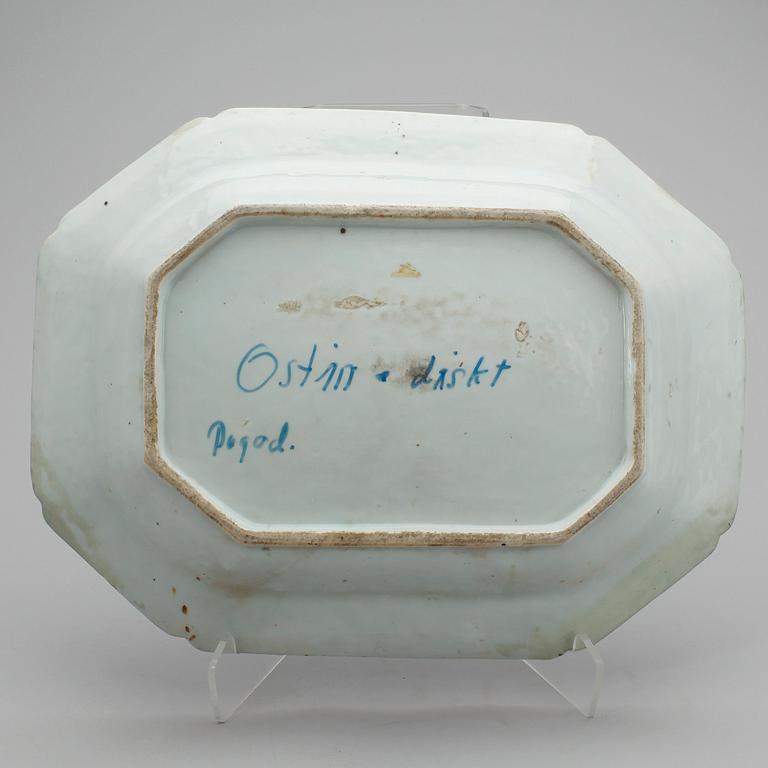 Ostin · diskt
Pagod.